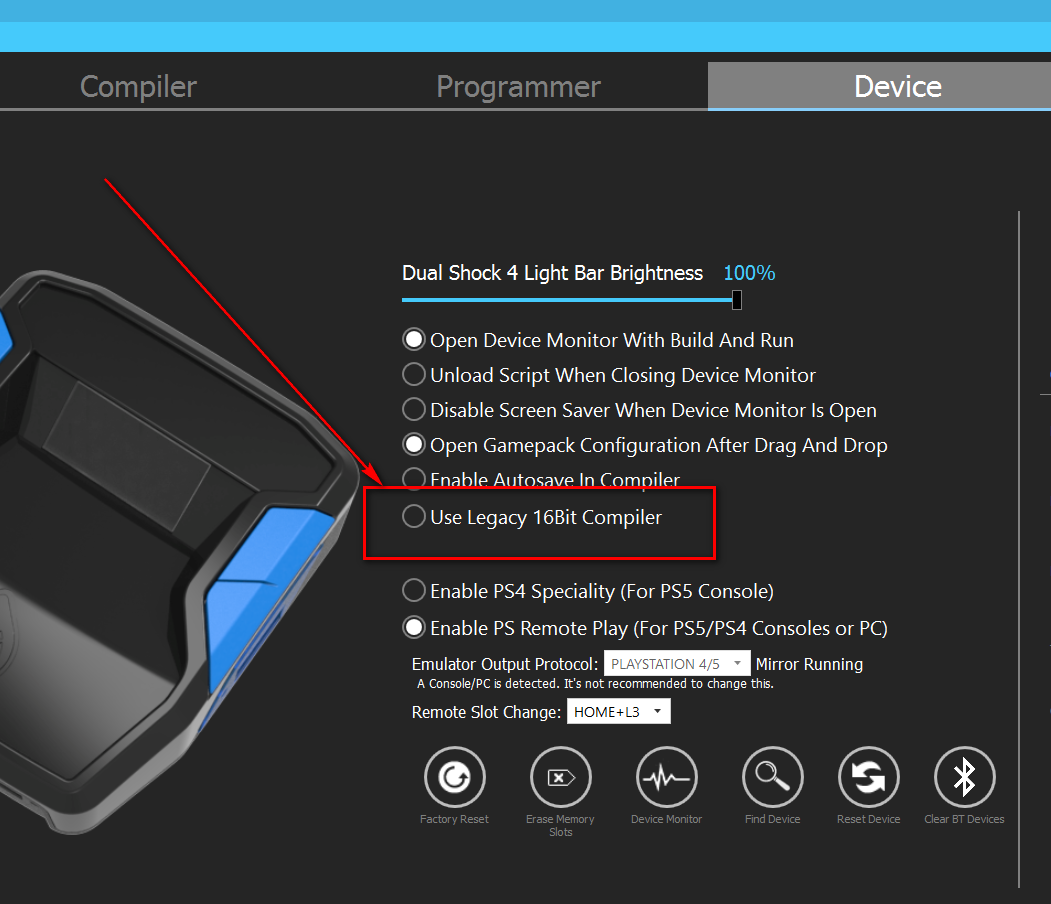 Compiler
Programmer
Device
Dual Shock 4 Light Bar Brightness 100%
Open Device Monitor With Build And Run
Unload Script When Closing Device Monitor
Disable Screen Saver When Device Monitor Is Open
Open Gamepack Configuration After Drag And Drop
Enable Autosave In Compiler
Use Legacy 16Bit Compiler
Enable PS4 Speciality (For PS5 Console)
Enable PS Remote Play (For PS5/PS4 Consoles or PC)
Emulator Output Protocol: PLAYSTATION 4/5 Mirror Running
A Console/PC is detected. It's not recommended to change this.
Remote Slot Change: HOME+L3
Factory Reset
Erase Memory
Slots
Device Monitor
Find Device
Reset Device
Clear BT Devices